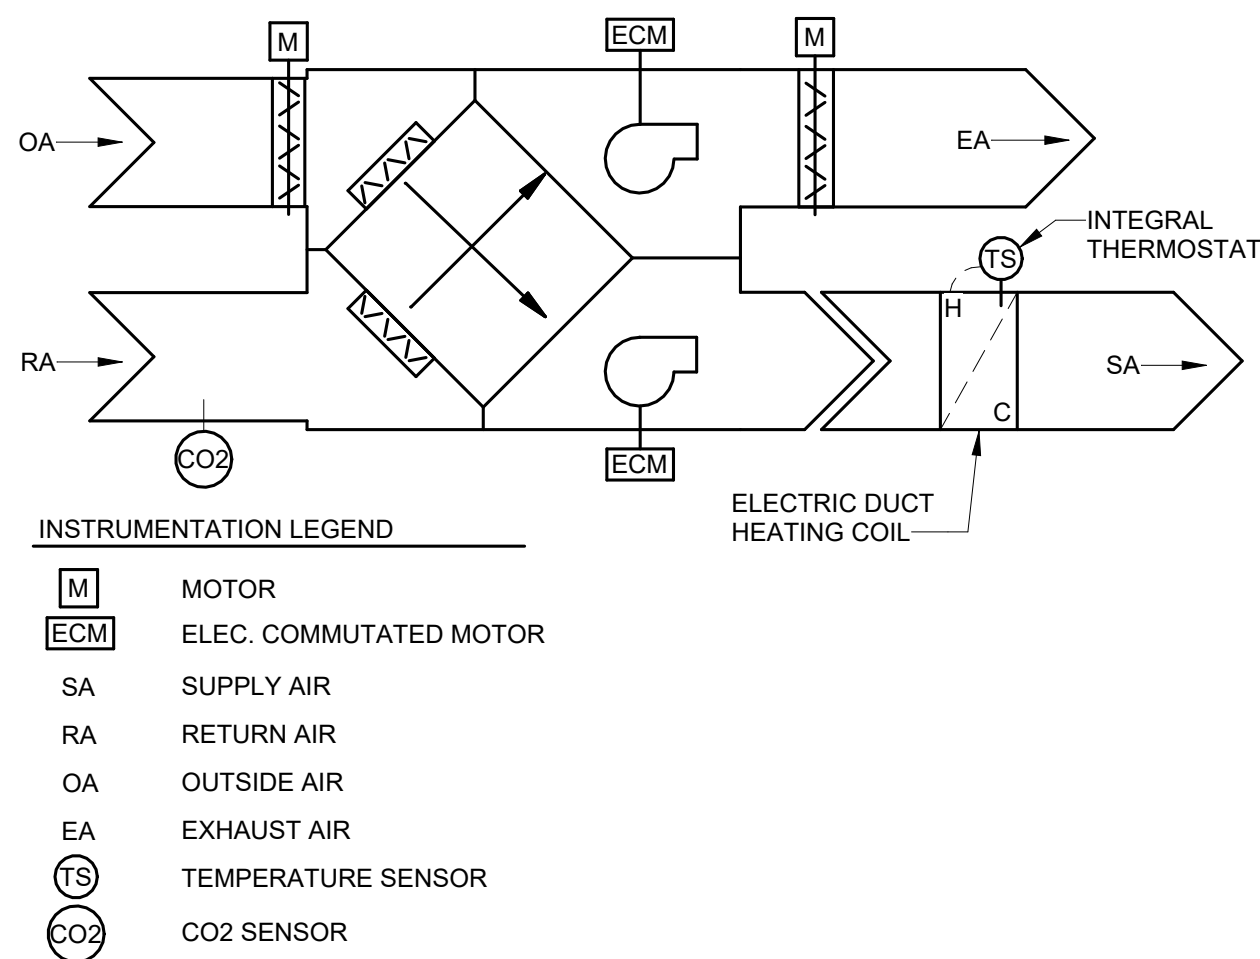 M
ECM
M
OA
EA
INTEGRAL
THERMOSTAT
TS
H
RA
SA
C
CO2
ECM
ELECTRIC DUCT
HEATING COIL
INSTRUMENTATION LEGEND
M MOTOR
ECM ELEC. COMMUTATED MOTOR
SA SUPPLY AIR
RA RETURN AIR
OA OUTSIDE AIR
EA EXHAUST AIR
TS TEMPERATURE SENSOR
CO2 CO2 SENSOR